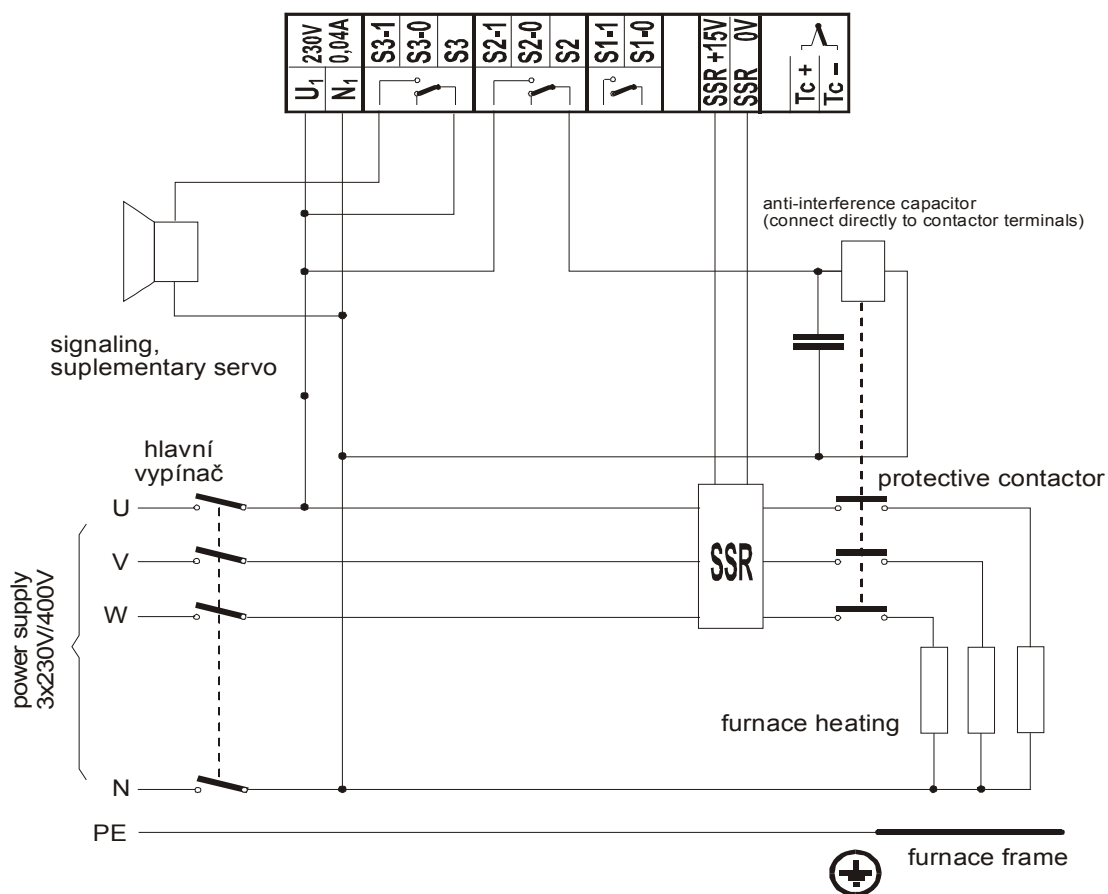 U1 230V
N1 0,04A
S3-1
S3-0
S3
S2-1
S2-0
S2
S1-1
S1-0
SSR +15V
SSR 0V
Tc +
Tc -
anti-interference capacitor
(connect directly to contactor terminals)
signaling,
suplementary servo
hlavní
vypínač
protective contactor
U
V
W
N
PE
power supply
3x230V/400V
SSR
furnace heating
furnace frame